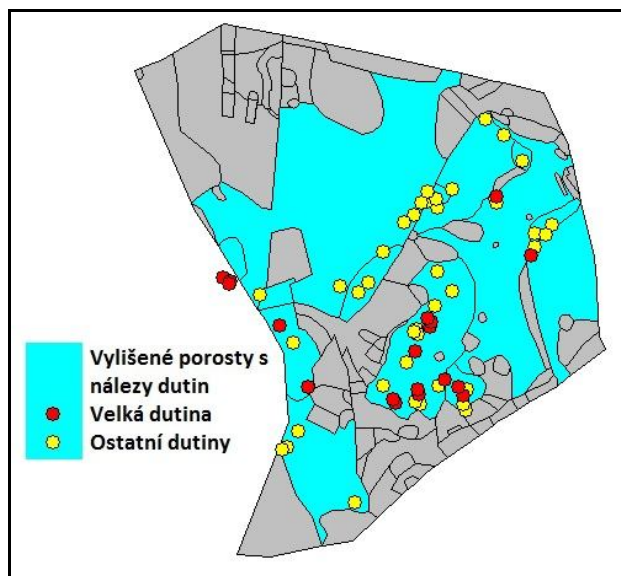 Vylišené porosty s
nálezy dutin
Velká dutina
Ostatní dutiny